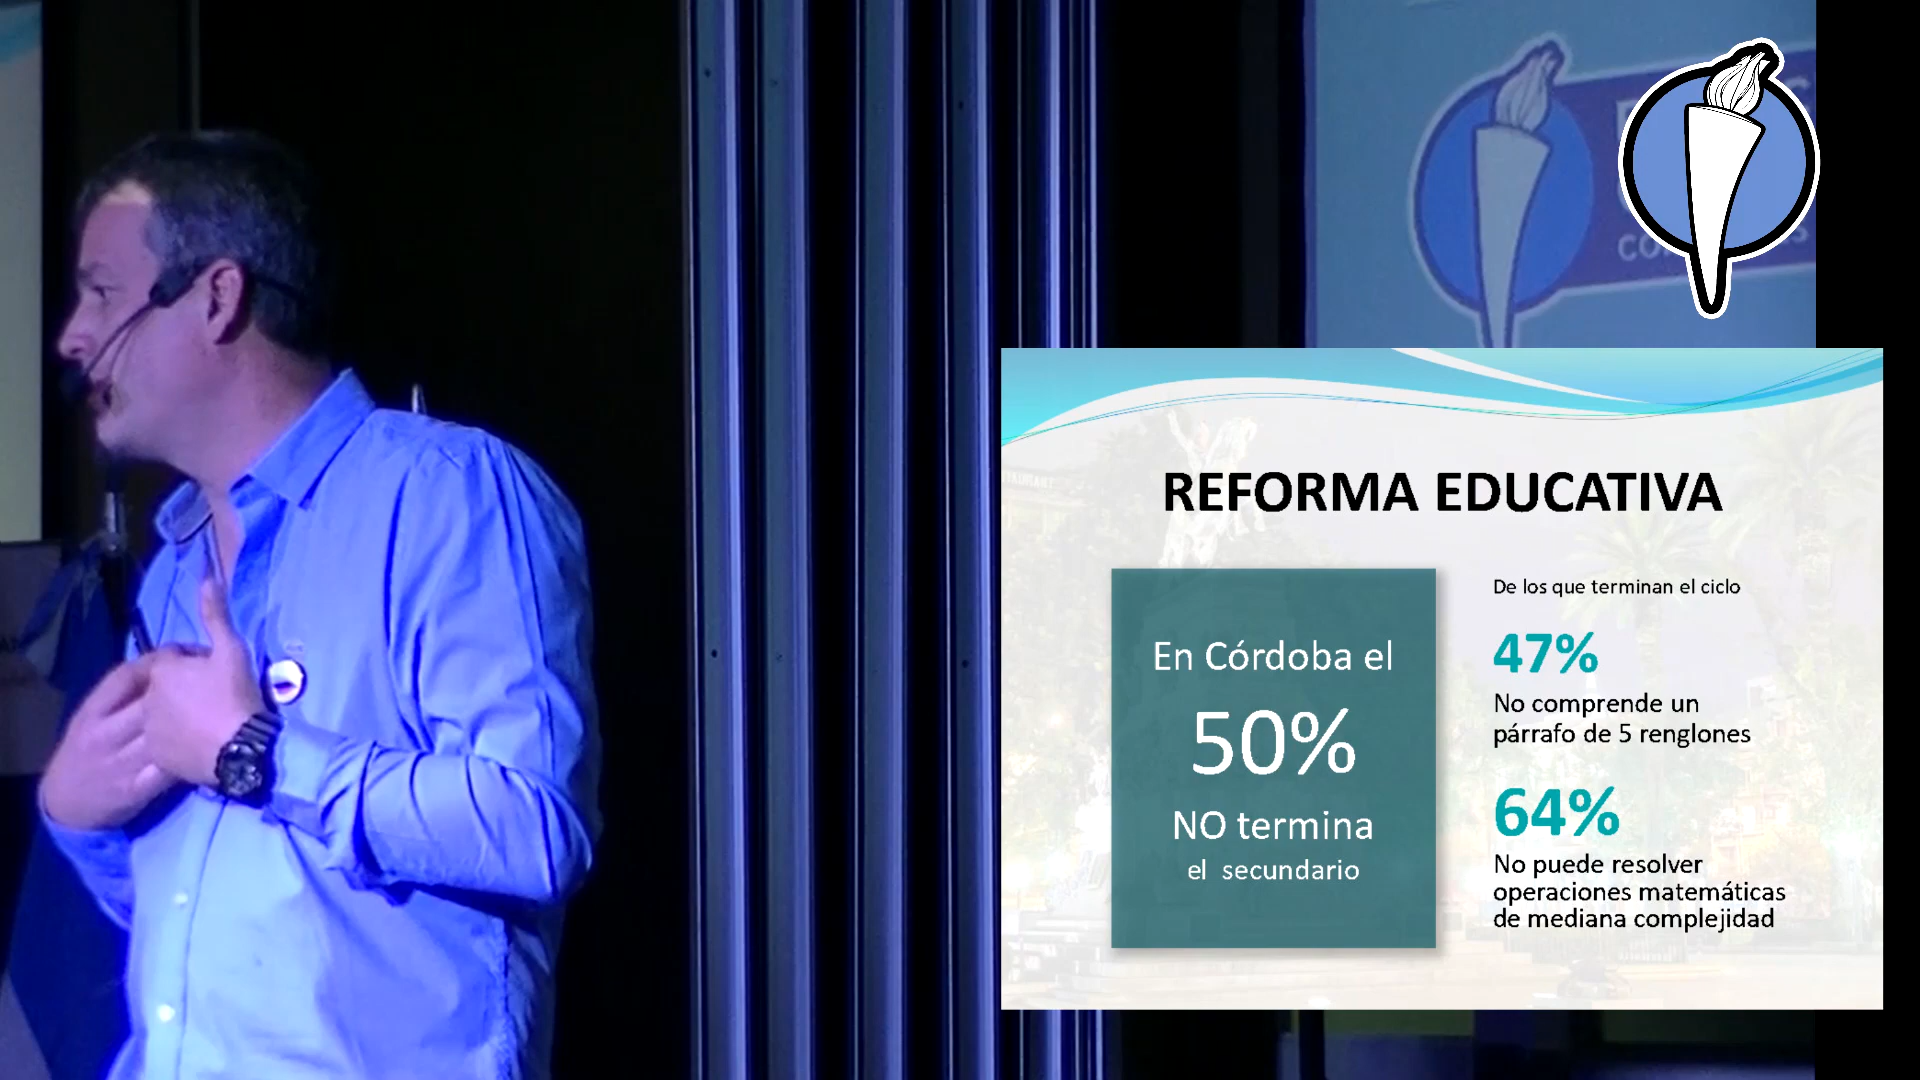 REFORMA EDUCATIVA
En Córdoba el
50%
NO termina
el secundario
De los que terminan el ciclo
47%
No comprende un
párrafo de 5 renglones
64%
No puede resolver
operaciones matemáticas
de mediana complejidad